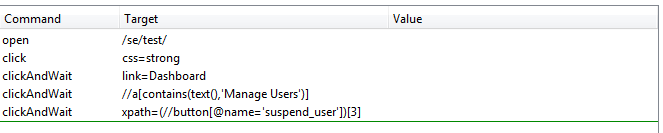 Command Target Value
open /se/test/
click css=strong
clickAndWait link=Dashboard
clickAndWait //a[contains(text(),'Manage Users')]
clickAndWait xpath=(//button[@name='suspend_user'])[3]